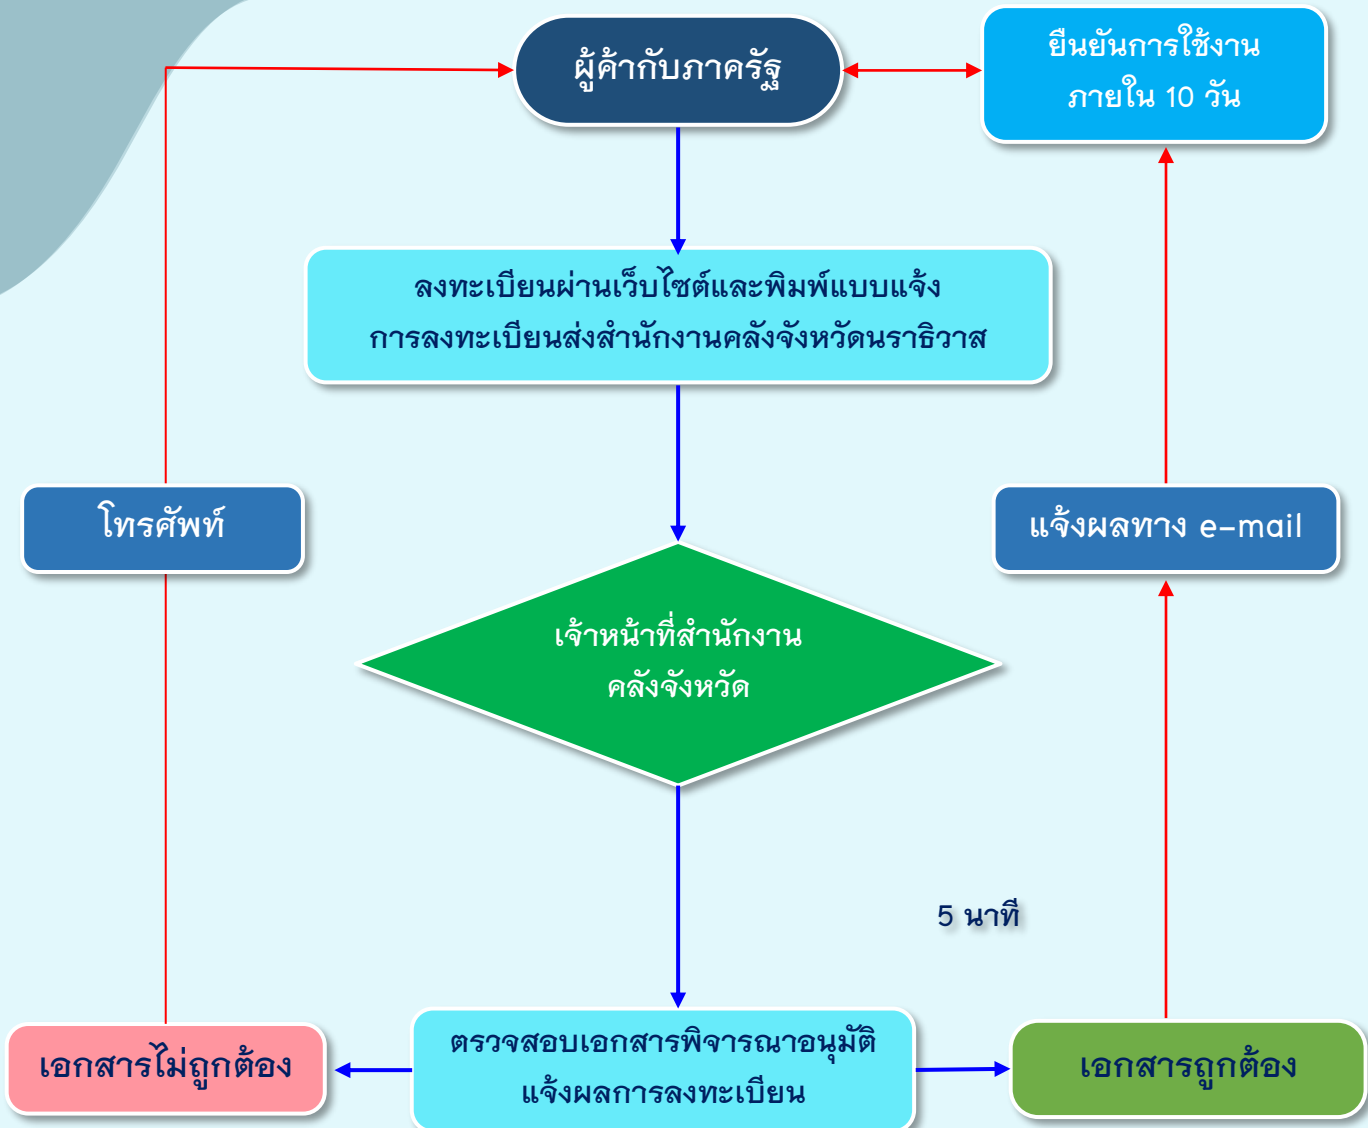 ผู้ค้ากับภาครัฐ
ยืนยันการใช้งาน
ภายใน 10 วัน
ลงทะเบียนผ่านเว็บไซต์และพิมพ์แบบแจ้ง
การลงทะเบียนส่งสำนักงานคลังจังหวัดนราธิวาส
โทรศัพท์
แจ้งผลทาง e-mail
เจ้าหน้าที่สำนักงาน
คลังจังหวัด
5 นาที
เอกสารไม่ถูกต้อง
ตรวจสอบเอกสารพิจารณาอนุมัติ
แจ้งผลการลงทะเบียน
เอกสารถูกต้อง